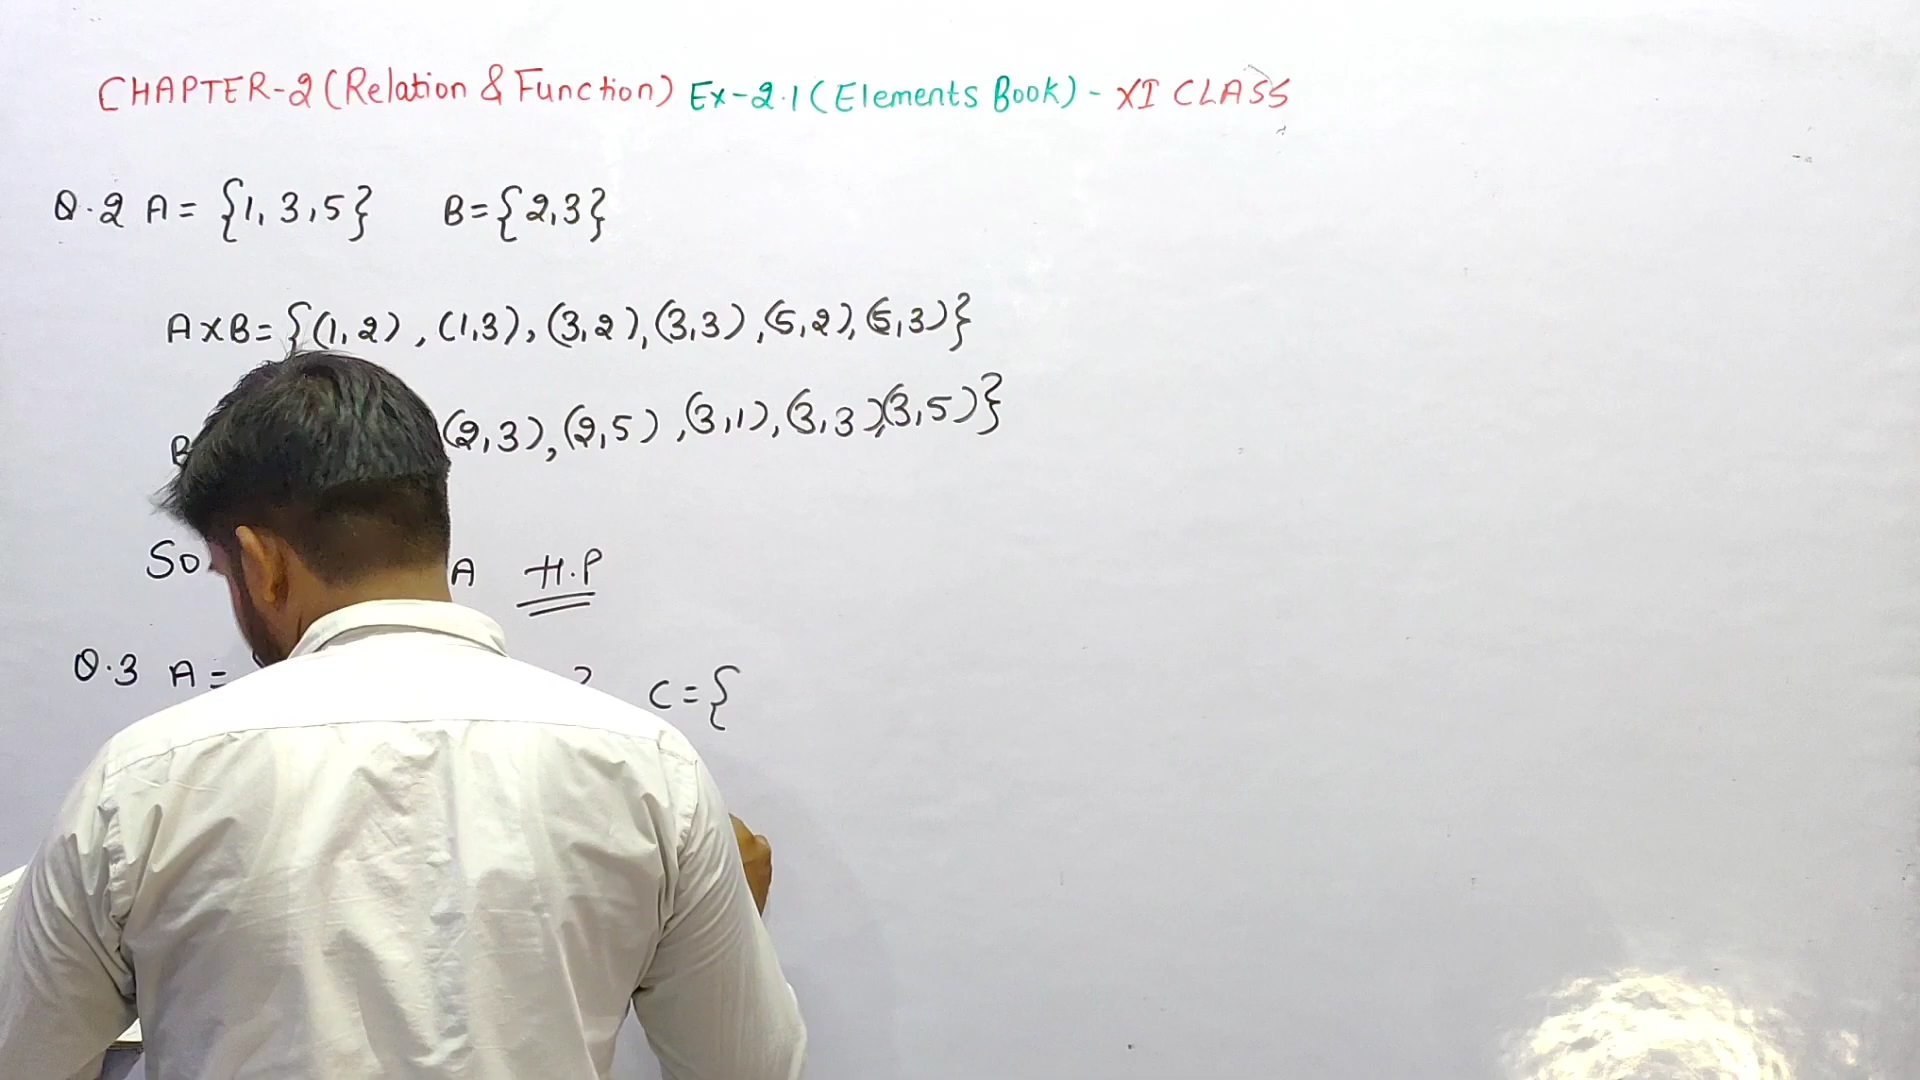 CHAPTER-2 (Relation & Function) Ex-2.1 (Elements Book) - XI CLASS
Q.2 A = {1, 3, 5} B = {2, 3}
A×B = {(1, 2), (1,3), (3, 2), (3,3), (5, 2), (5,3)}
(2,3), (2,5), (3,1), (3,3), (3,5)}
So A H.P
Q.3 A = C = {